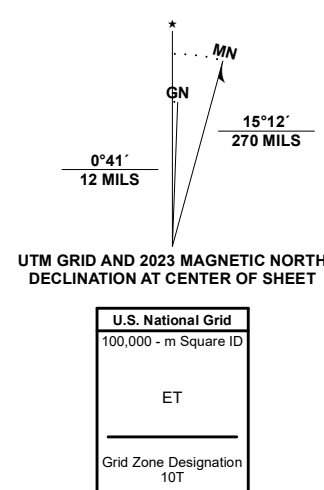 ★
MN
GN
15°12´
270 MILS
0°41´
12 MILS
UTM GRID AND 2023 MAGNETIC NORTH
DECLINATION AT CENTER OF SHEET
U.S. National Grid
100,000 - m Square ID
ET
Grid Zone Designation
10T